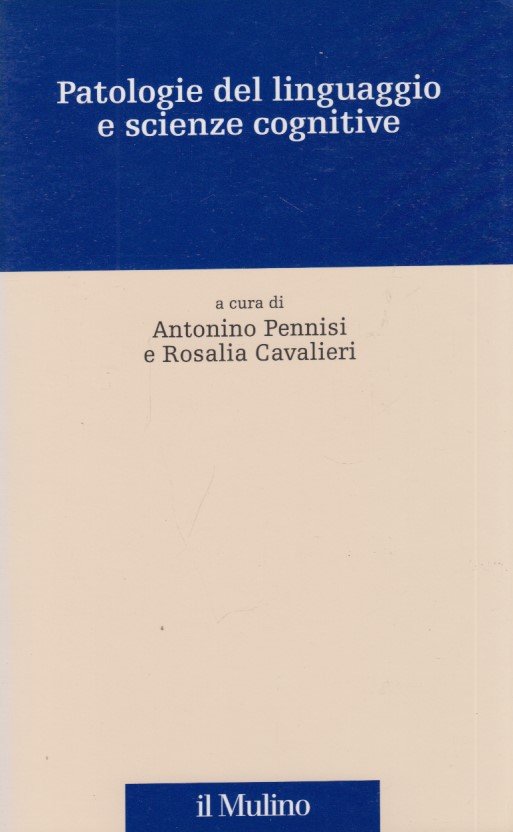 Patologie del linguaggio
e scienze cognitive
a cura di
Antonino Pennisi
e Rosalia Cavalieri
il Mulino